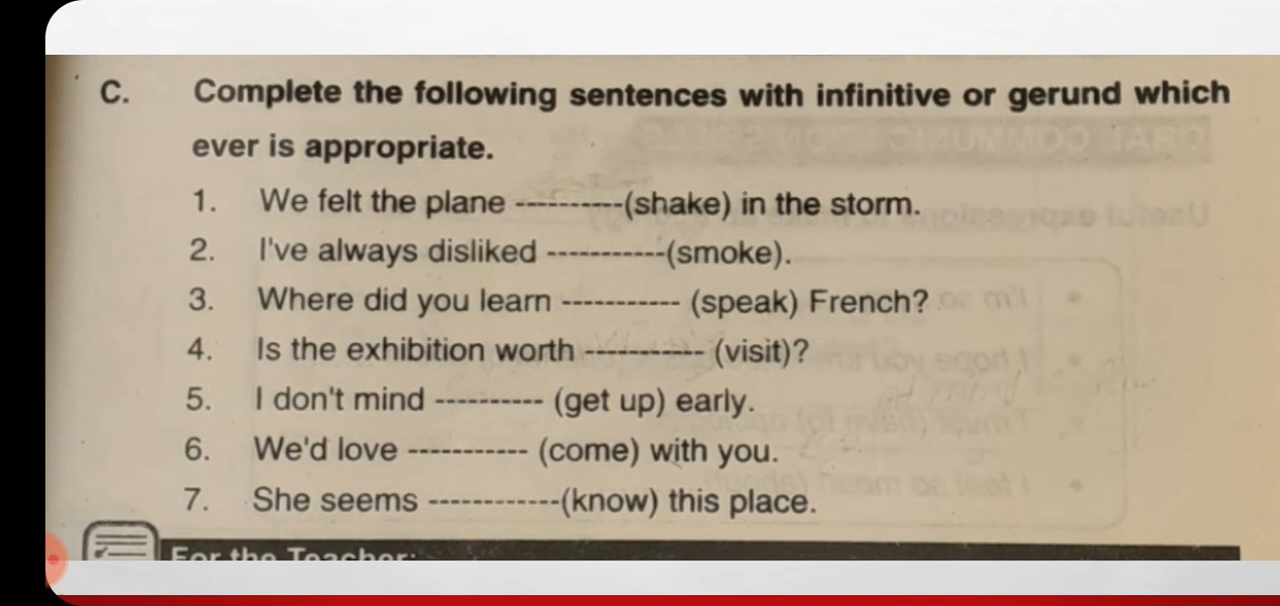 C. Complete the following sentences with infinitive or gerund which
ever is appropriate.
1. We felt the plane ----------(shake) in the storm.
2. I've always disliked -----------(smoke).
3. Where did you learn ----------- (speak) French?
4. Is the exhibition worth ----------- (visit)?
5. I don't mind ---------- (get up) early.
6. We'd love ----------- (come) with you.
7. She seems ------------(know) this place.
For the Teacher: